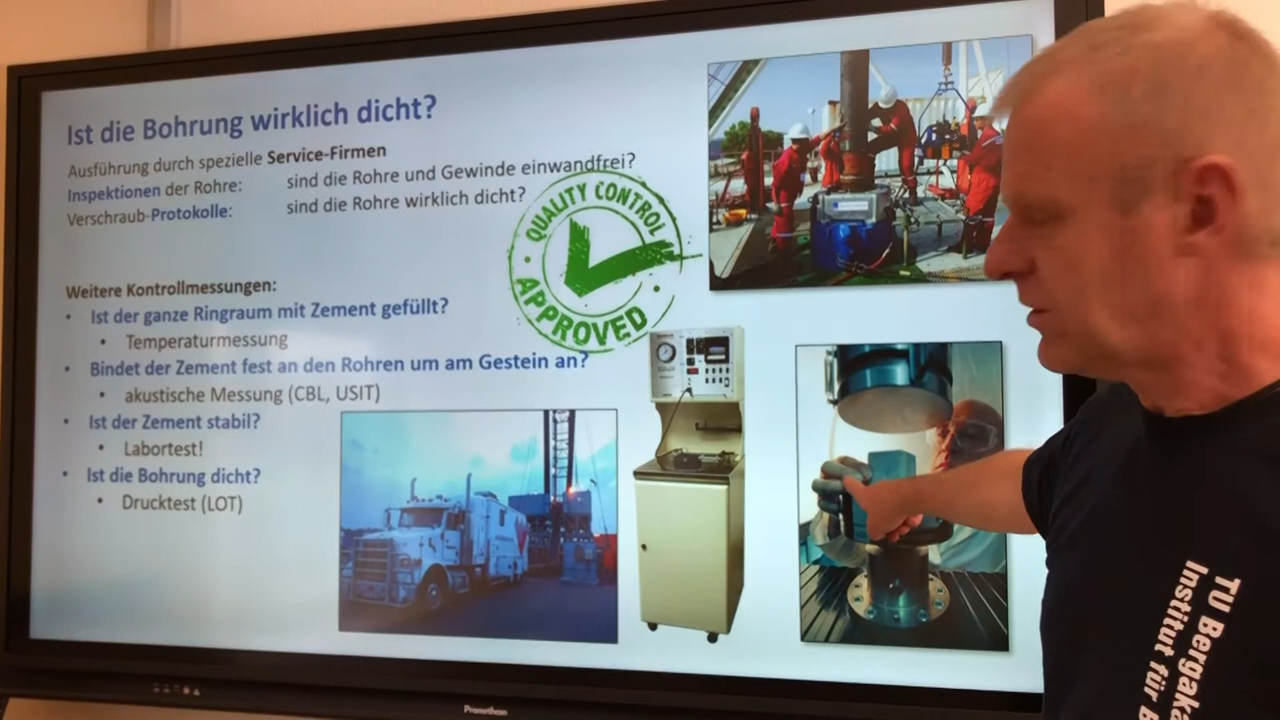 Ist die Bohrung wirklich dicht?
Ausführung durch spezielle Service-Firmen
Inspektionen der Rohre: sind die Rohre und Gewinde einwandfrei?
Verschraub-Protokolle: sind die Rohre wirklich dicht?
QUALITY CONTROL
APPROVED
Weitere Kontrollmessungen:
• Ist der ganze Ringraum mit Zement gefüllt?
• Temperaturmessung
• Bindet der Zement fest an den Rohren um am Gestein an?
• akustische Messung (CBL, USIT)
• Ist der Zement stabil?
• Labortest!
• Ist die Bohrung dicht?
• Drucktest (LOT)
Promethean
TU Bergaka
Institut für B